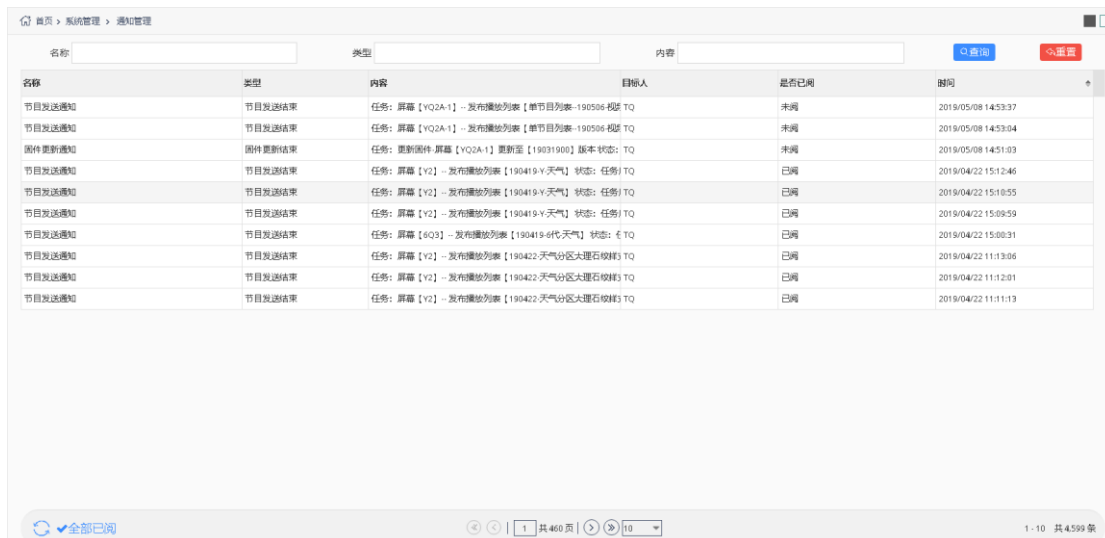 首页 › 系统管理 › 通知管理
名称 类型 内容 查询 重置
名称 类型 内容 目标人 是否已阅 时间
节目发送通知 节目发送结束 任务：屏幕【YQ2A-1】-- 发布播放列表【单节目列表--190506-视 TQ 未阅 2019/05/08 14:53:37
节目发送通知 节目发送结束 任务：屏幕【YQ2A-1】-- 发布播放列表【单节目列表--190506-视 TQ 未阅 2019/05/08 14:53:04
固件更新通知 固件更新结束 任务：更新固件-屏幕【YQ2A-1】更新至【19031900】版本 状态： TQ 未阅 2019/05/08 14:51:03
节目发送通知 节目发送结束 任务：屏幕【Y2】-- 发布播放列表【190419-Y-天气】 状态：任务 TQ 已阅 2019/04/22 15:12:46
节目发送通知 节目发送结束 任务：屏幕【Y2】-- 发布播放列表【190419-Y-天气】 状态：任务 TQ 已阅 2019/04/22 15:10:55
节目发送通知 节目发送结束 任务：屏幕【Y2】-- 发布播放列表【190419-Y-天气】 状态：任务 TQ 已阅 2019/04/22 15:09:59
节目发送通知 节目发送结束 任务：屏幕【6Q3】-- 发布播放列表【190419-6代-天气】 状态： TQ 已阅 2019/04/22 15:08:31
节目发送通知 节目发送结束 任务：屏幕【Y2】-- 发布播放列表【190422-天气分区大理石纹样 TQ 已阅 2019/04/22 11:13:06
节目发送通知 节目发送结束 任务：屏幕【Y2】-- 发布播放列表【190422-天气分区大理石纹样 TQ 已阅 2019/04/22 11:12:01
节目发送通知 节目发送结束 任务：屏幕【Y2】-- 发布播放列表【190422-天气分区大理石纹样 TQ 已阅 2019/04/22 11:11:13
全部已阅 1 共 460 页 10 1 - 10 共 4,599 条